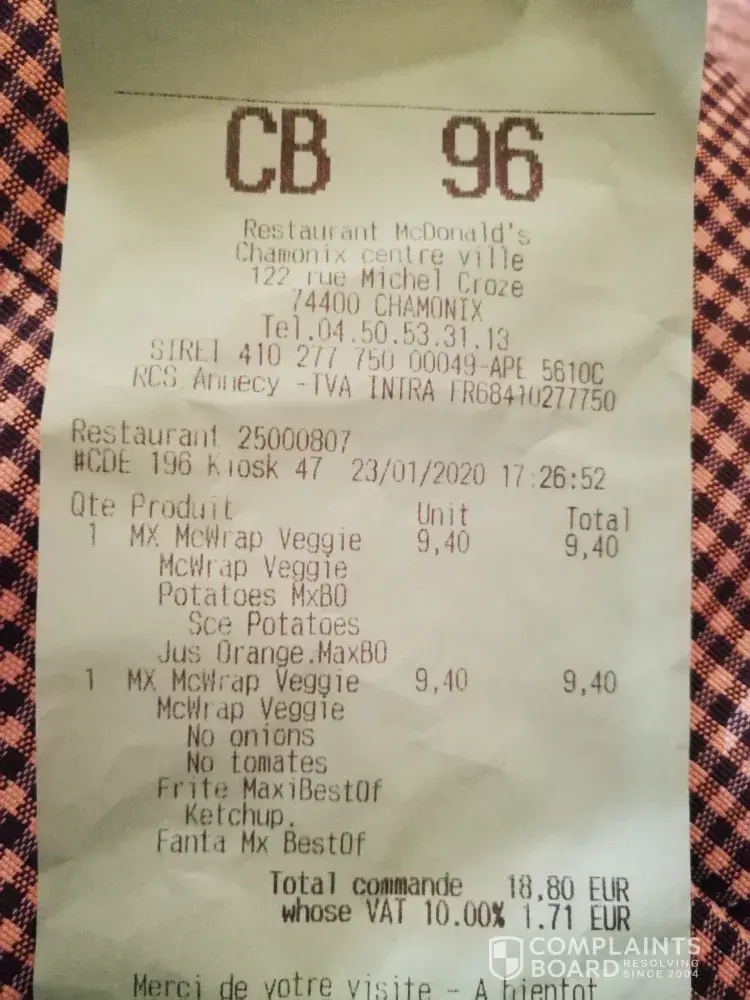 CB 96
Restaurant McDonald's
Chamonix centre ville
122 rue Michel Croze
74400 CHAMONIX
Tel.04.50.53.31.13
SIRET 410 277 750 00049-APE 5610C
RCS Annecy -TVA INTRA FR68410277750
Restaurant 25000807
#CDE 196 Kiosk 47 23/01/2020 17:26:52
Qte Produit Unit Total
1 MX McWrap Veggie 9,40 9,40
McWrap Veggie
Potatoes MxBO
Sce Potatoes
Jus Orange.MaxBO
1 MX McWrap Veggie 9,40 9,40
McWrap Veggie
No onions
No tomates
Frite MaxiBestOf
Ketchup.
Fanta Mx BestOf
Total commande 18,80 EUR
whose VAT 10.00% 1.71 EUR
Merci de votre visite - A bientot
COMPLAINTS
BOARD RESOLVING
SINCE 2004